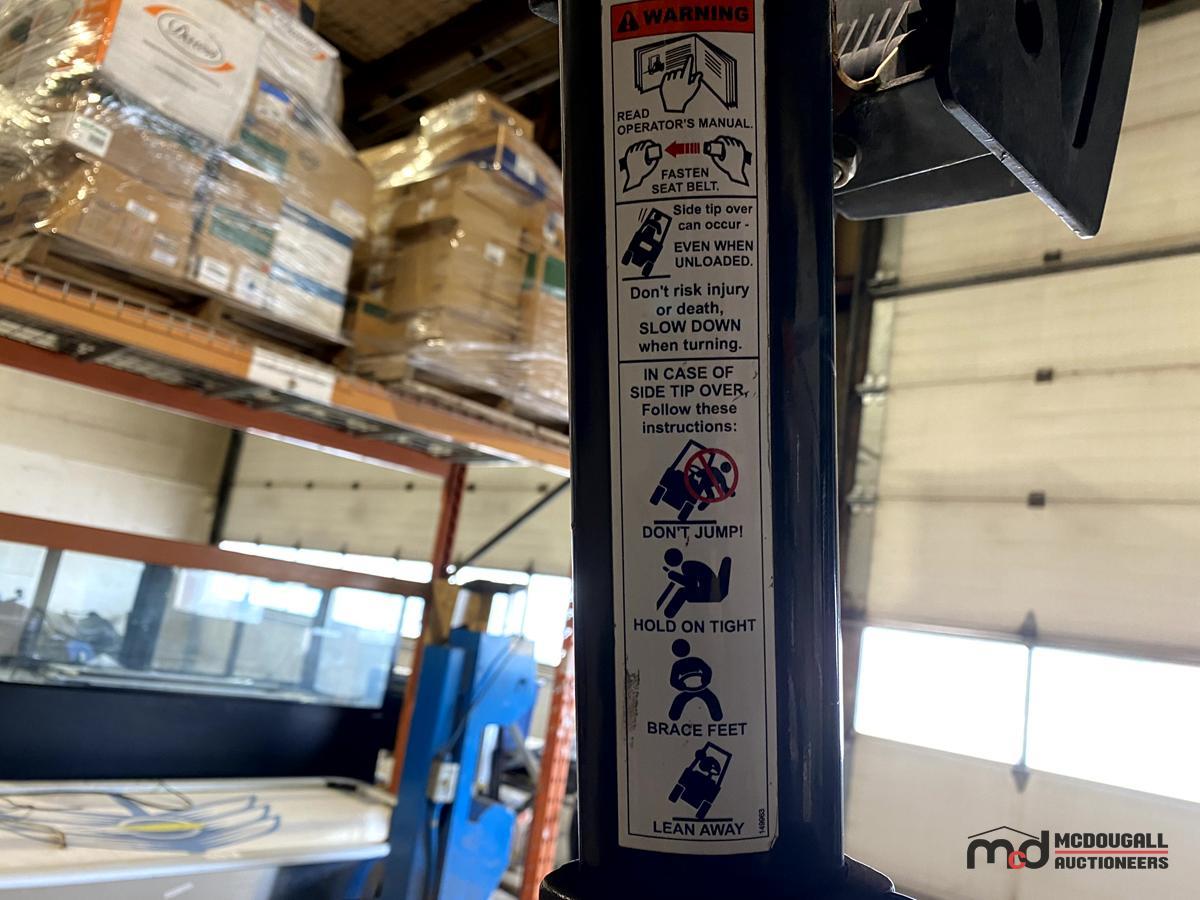 WARNING
READ
OPERATOR'S MANUAL.
FASTEN
SEAT BELT.
Side tip over
can occur -
EVEN WHEN
UNLOADED.
Don't risk injury
or death,
SLOW DOWN
when turning.
IN CASE OF
SIDE TIP OVER,
Follow these
instructions:
DON'T JUMP!
HOLD ON TIGHT
BRACE FEET
LEAN AWAY
149963
mcd
MCDOUGALL
AUCTIONEERS